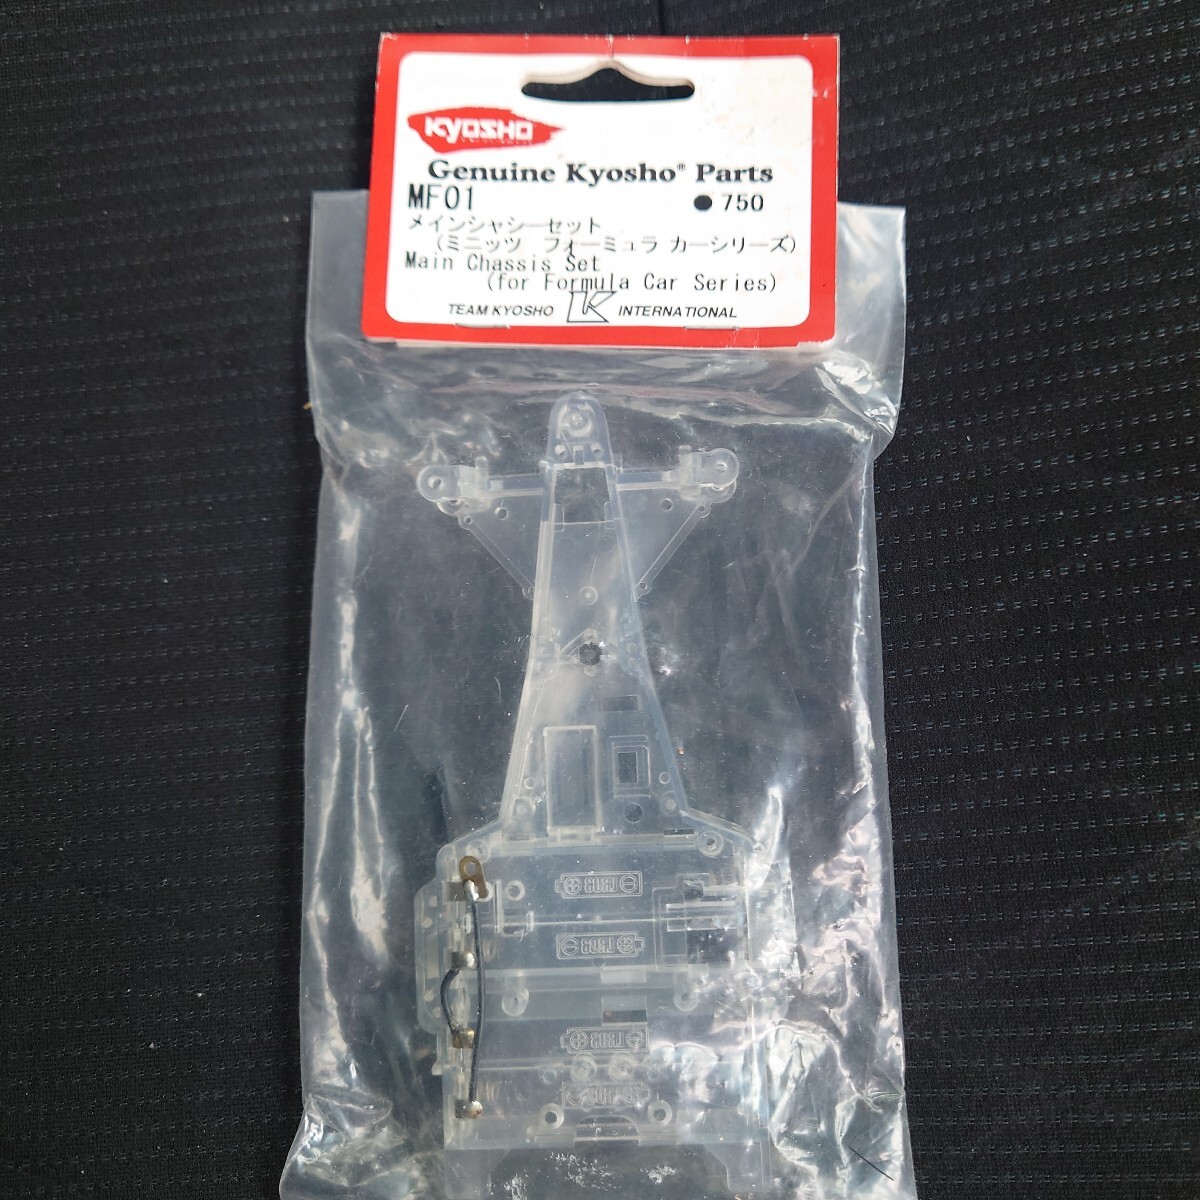 KYOSHO
Genuine Kyosho® Parts
MF01 ●750
メインシャシーセット
(ミニッツ フォーミュラ カーシリーズ)
Main Chassis Set
(for Formula Car Series)
TEAM KYOSHO K INTERNATIONAL